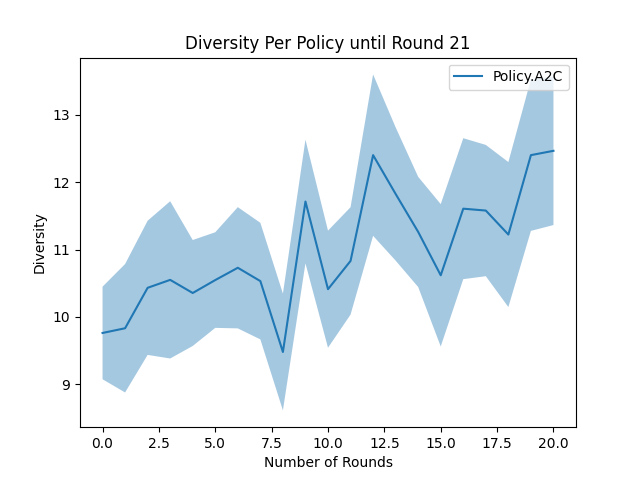 Diversity Per Policy until Round 21
Policy.A2C
13
12
11
10
9
Diversity
0.0 2.5 5.0 7.5 10.0 12.5 15.0 17.5 20.0
Number of Rounds